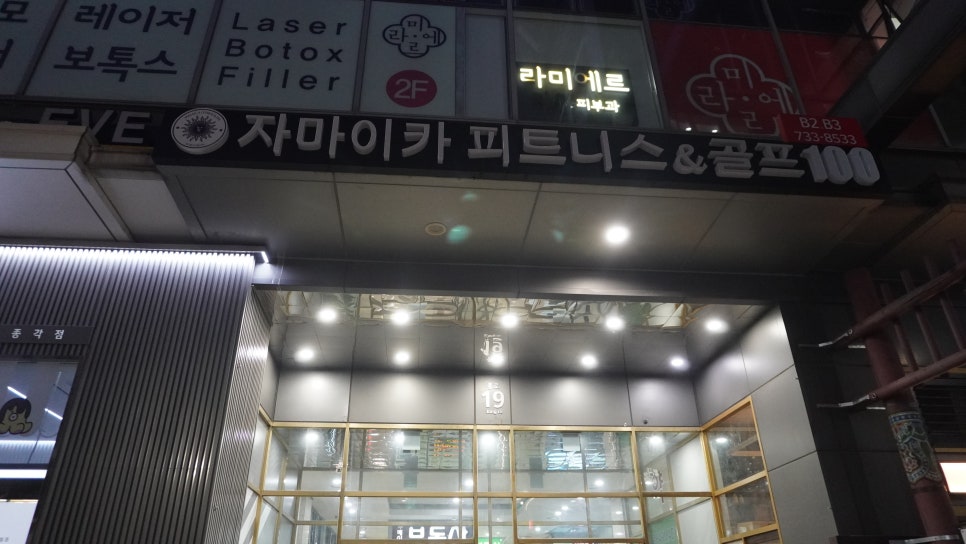 레이저
보톡스
Laser
Botox
Filler
라미에르
2F
라미에르
피부과
라미에르
B2.B3
733-8533
EVE
자마이카 피트니스&골프100
종각점
19